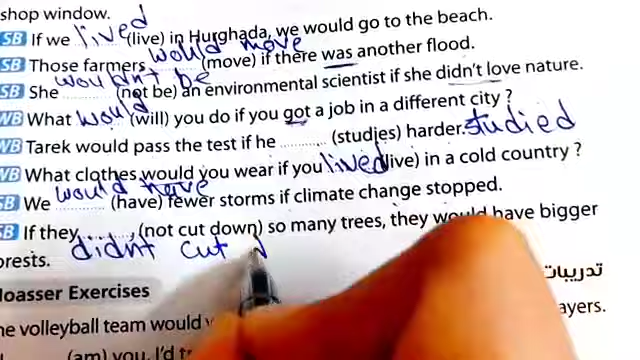 shop window.
SB If we lived (live) in Hurghada, we would go to the beach.
SB Those farmers would move (move) if there was another flood.
SB She wouldn't be (not be) an environmental scientist if she didn't love nature.
WB What would (will) you do if you got a job in a different city ?
WB Tarek would pass the test if he .......... (studies) harder. studied
WB What clothes would you wear if you lived (live) in a cold country ?
SB We would have (have) fewer storms if climate change stopped.
SB If they .........., (not cut down) so many trees, they would have bigger
orests. didn't cut d
loasser Exercises
تدريبات
he volleyball team would
ayers.
(am) you, I'd t